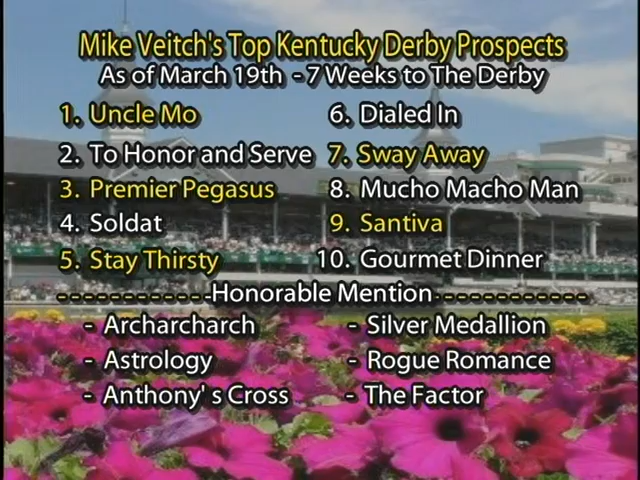 Mike Veitch's Top Kentucky Derby Prospects
As of March 19th - 7 Weeks to The Derby
1. Uncle Mo
2. To Honor and Serve
3. Premier Pegasus
4. Soldat
5. Stay Thirsty
6. Dialed In
7. Sway Away
8. Mucho Macho Man
9. Santiva
10. Gourmet Dinner
------------Honorable Mention------------
- Archarcharch
- Astrology
- Anthony' s Cross
- Silver Medallion
- Rogue Romance
- The Factor